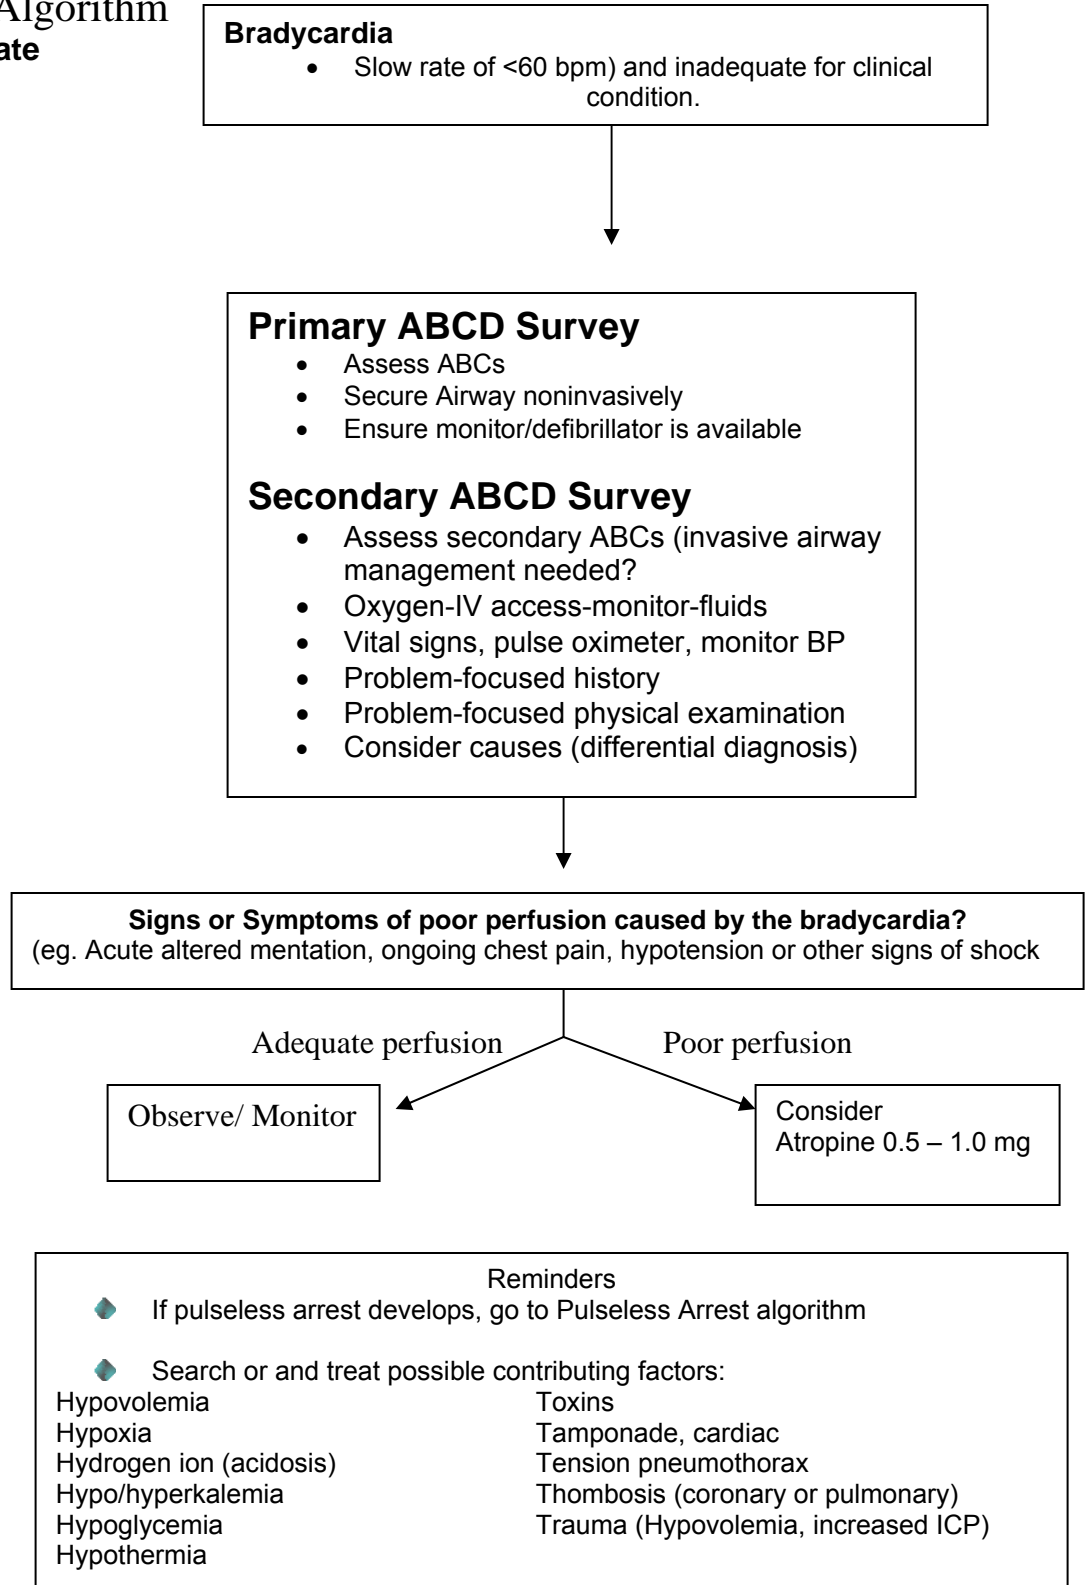 Algorithm
Bradycardia
• Slow rate of <60 bpm) and inadequate for clinical
condition.
Primary ABCD Survey
• Assess ABCs
• Secure Airway noninvasively
• Ensure monitor/defibrillator is available
Secondary ABCD Survey
• Assess secondary ABCs (invasive airway
management needed?
• Oxygen-IV access-monitor-fluids
• Vital signs, pulse oximeter, monitor BP
• Problem-focused history
• Problem-focused physical examination
• Consider causes (differential diagnosis)
Signs or Symptoms of poor perfusion caused by the bradycardia?
(eg. Acute altered mentation, ongoing chest pain, hypotension or other signs of shock
Adequate perfusion
Poor perfusion
Observe/ Monitor
Consider
Atropine 0.5 – 1.0 mg
Reminders
If pulseless arrest develops, go to Pulseless Arrest algorithm
Search or and treat possible contributing factors:
Hypovolemia Toxins
Hypoxia Tamponade, cardiac
Hydrogen ion (acidosis) Tension pneumothorax
Hypo/hyperkalemia Thombosis (coronary or pulmonary)
Hypoglycemia Trauma (Hypovolemia, increased ICP)
Hypothermia